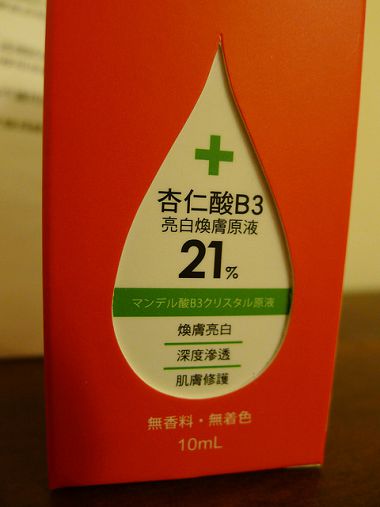 杏仁酸B3
亮白煥膚原液
21%
マンデル酸B3クリスタル原液
煥膚亮白
深度滲透
肌膚修護
無香料・無着色
10mL